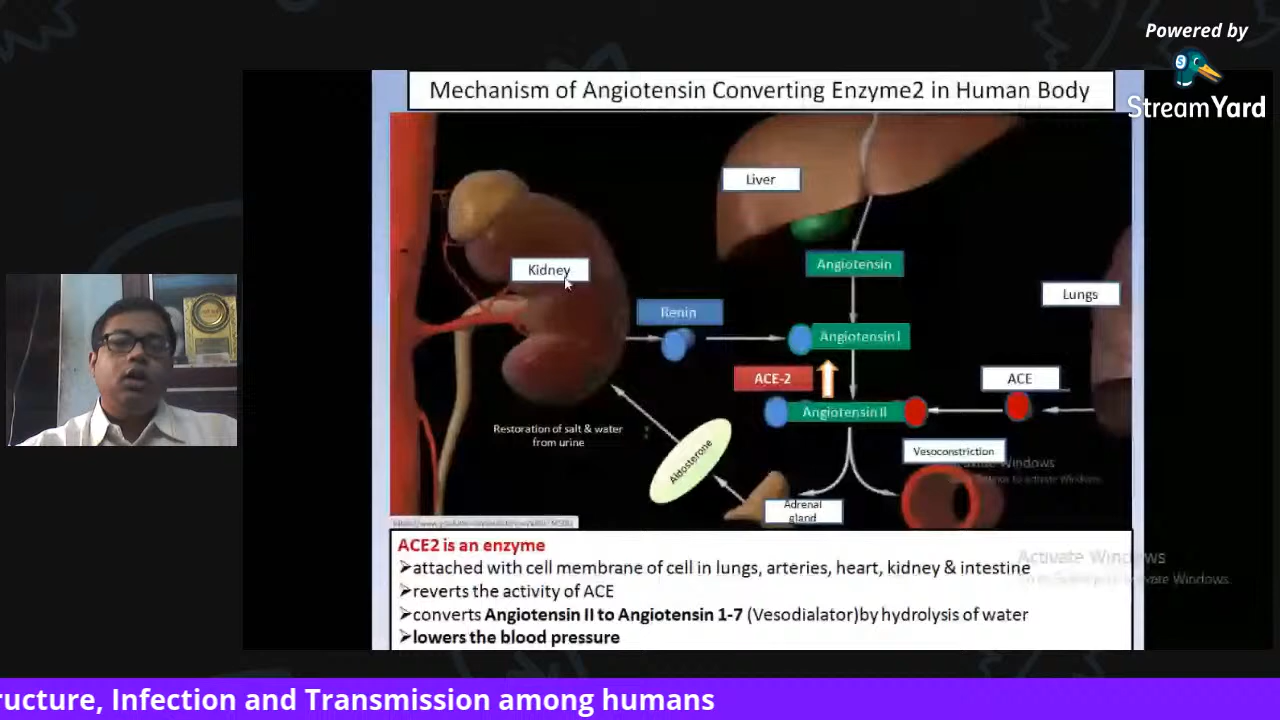 Powered by
StreamYard
Mechanism of Angiotensin Converting Enzyme2 in Human Body
Liver
Kidney
Angiotensin
Lungs
Renin
Angiotensin I
ACE-2
ACE
Angiotensin II
Restoration of salt & water
from urine
Aldosterone
Vesoconstriction
Adrenal
gland
ACE2 is an enzyme
➢attached with cell membrane of cell in lungs, arteries, heart, kidney & intestine
➢reverts the activity of ACE
➢converts Angiotensin II to Angiotensin 1-7 (Vesodialator)by hydrolysis of water
➢lowers the blood pressure
Activate Windows
ructure, Infection and Transmission among humans